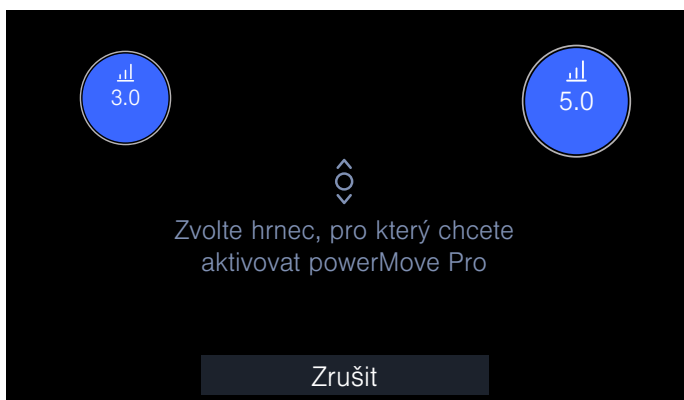 3.0
5.0
Zvolte hrnec, pro který chcete
aktivovat powerMove Pro
Zrušit